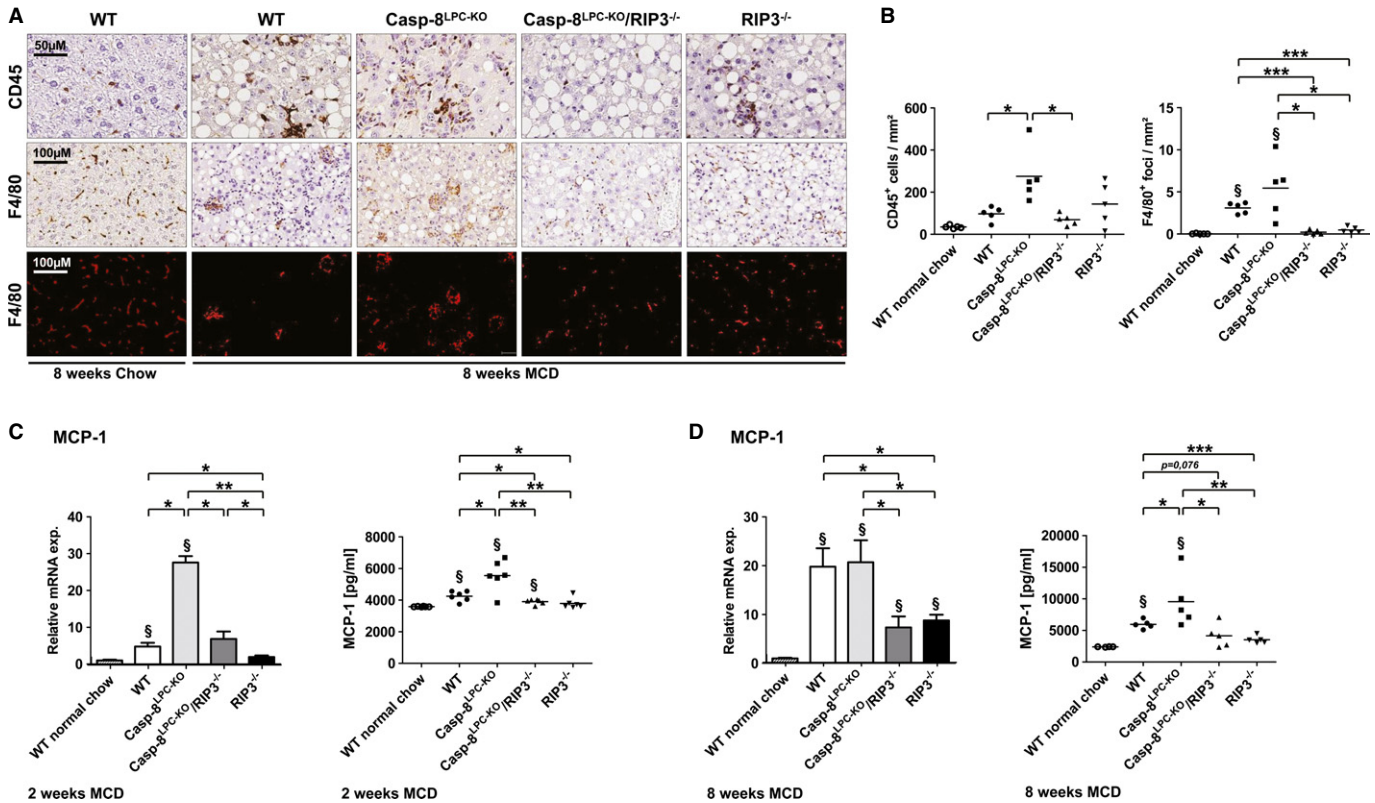 A
WT
WT
Casp-8LPC-KO
Casp-8LPC-KO/RIP3-/-
RIP3-/-
CD45
50µM
F4/80
100µM
F4/80
100µM
8 weeks Chow
8 weeks MCD
B
CD45+ cells / mm²
600
400
200
0
*
*
WT normal chow
WT
Casp-8LPC-KO
Casp-8LPC-KO/RIP3-/-
RIP3-/-
F4/80+ foci / mm²
15
10
5
0
***
***
*
*
§
§
WT normal chow
WT
Casp-8LPC-KO
Casp-8LPC-KO/RIP3-/-
RIP3-/-
C
MCP-1
Relative mRNA exp.
40
30
20
10
0
*
**
* * *
§
§
WT normal chow
WT
Casp-8LPC-KO
Casp-8LPC-KO/RIP3-/-
RIP3-/-
2 weeks MCD
MCP-1 [pg/ml]
8000
6000
4000
2000
0
*
*
**
* **
§
§
§
WT normal chow
WT
Casp-8LPC-KO
Casp-8LPC-KO/RIP3-/-
RIP3-/-
2 weeks MCD
D
MCP-1
Relative mRNA exp.
30
20
10
0
*
*
*
*
§
§
§
§
WT normal chow
WT
Casp-8LPC-KO
Casp-8LPC-KO/RIP3-/-
RIP3-/-
8 weeks MCD
MCP-1 [pg/ml]
20000
15000
10000
5000
0
***
p=0,076
**
* *
§
§
WT normal chow
WT
Casp-8LPC-KO
Casp-8LPC-KO/RIP3-/-
RIP3-/-
8 weeks MCD